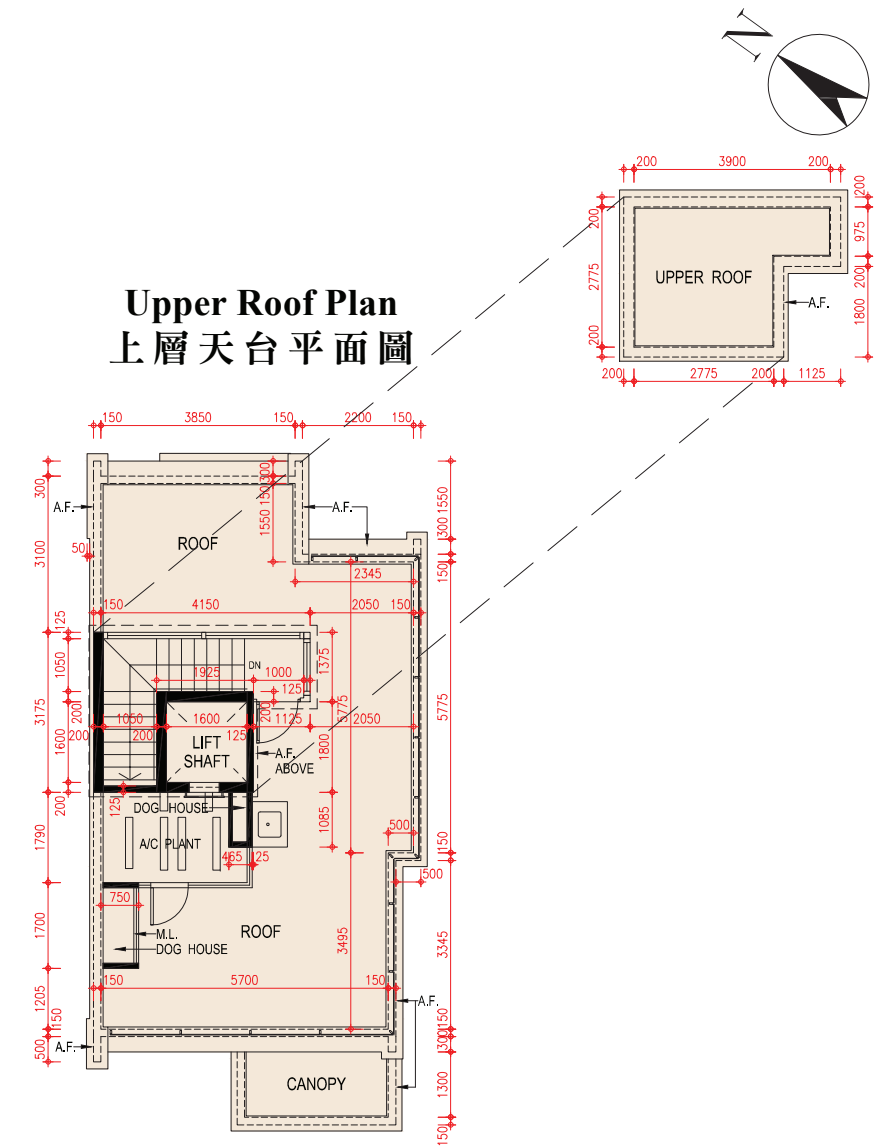 N
200 3900 200
200
975
200
1800
200
2775
200
UPPER ROOF
A.F.
200 2775 200 1125
Upper Roof Plan
上層天台平面圖
150 3850 150 2200 150
300
3100
125
3175
1790
1700
1205
150
500
50
1050
200
1600
200
A.F.
ROOF
300
150
1550
A.F.
2345
150 4150 2050 150
DN
1925 1000
125
1375
5775
200 1050 200 1600 125 200 1125 2050
LIFT
SHAFT
A.F.
ABOVE
1800
125
DOG HOUSE
A/C PLANT
1085
500
465 125
750
M.L.
DOG HOUSE
ROOF
3495
150 5700 150
A.F.
A.F.
CANOPY
1550
300
150
5775
150
500
3345
150
300
1300
150